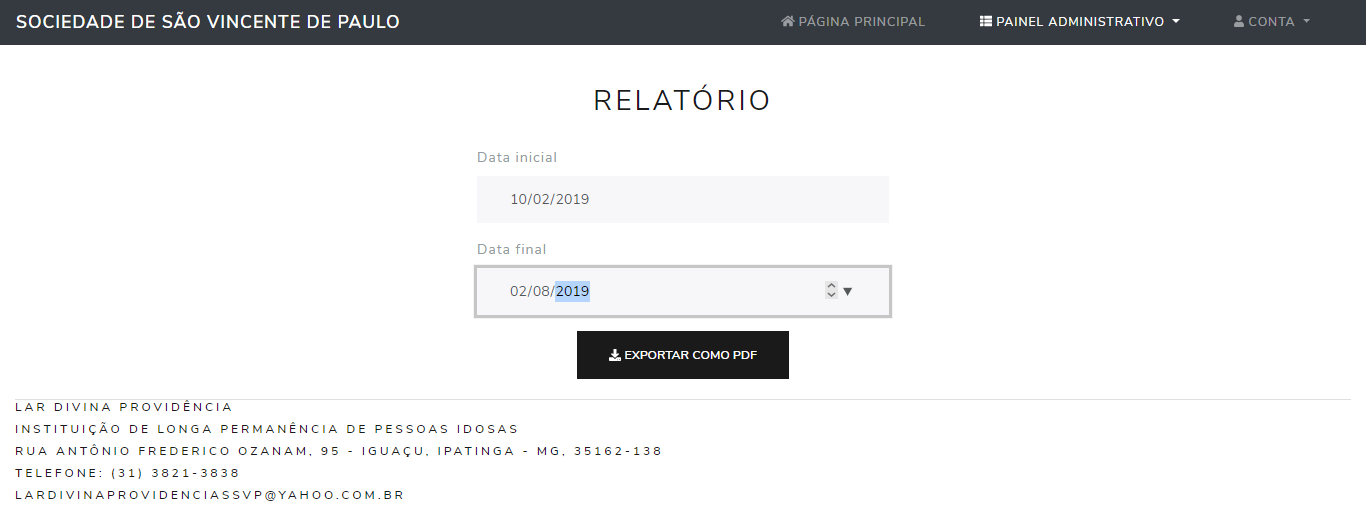 SOCIEDADE DE SÃO VINCENTE DE PAULO PÁGINA PRINCIPAL PAINEL ADMINISTRATIVO CONTA
RELATÓRIO
Data inicial
10/02/2019
Data final
02/08/2019
EXPORTAR COMO PDF
LAR DIVINA PROVIDÊNCIA
INSTITUIÇÃO DE LONGA PERMANÊNCIA DE PESSOAS IDOSAS
RUA ANTÔNIO FREDERICO OZANAM, 95 - IGUAÇU, IPATINGA - MG, 35162-138
TELEFONE: (31) 3821-3838
LARDIVINAPROVIDENCIASSVP@YAHOO.COM.BR